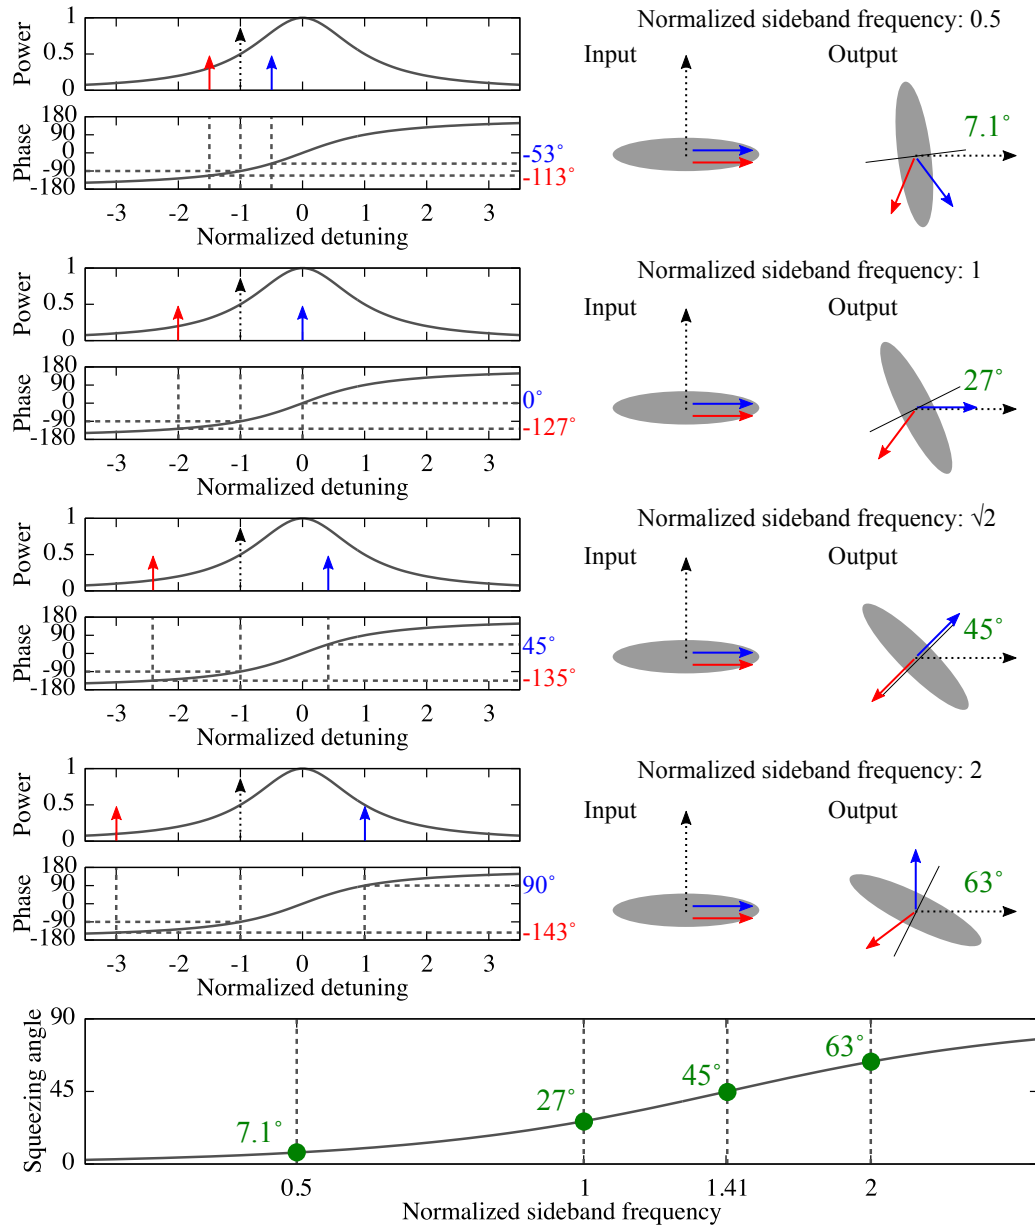 Normalized sideband frequency: 0.5
Power
1
0.5
0
Input
Output
7.1°
Phase
180
90
0
-90
-180
-53°
-113°
-3 -2 -1 0 1 2 3
Normalized detuning
Normalized sideband frequency: 1
Power
1
0.5
0
Input
Output
27°
Phase
180
90
0
-90
-180
0°
-127°
-3 -2 -1 0 1 2 3
Normalized detuning
Normalized sideband frequency: √2
Power
1
0.5
0
Input
Output
45°
Phase
180
90
0
-90
-180
45°
-135°
-3 -2 -1 0 1 2 3
Normalized detuning
Normalized sideband frequency: 2
Power
1
0.5
0
Input
Output
63°
Phase
180
90
0
-90
-180
90°
-143°
-3 -2 -1 0 1 2 3
Normalized detuning
Squeezing angle
90
45
0
7.1°
27°
45°
63°
0.5 1 1.41 2
Normalized sideband frequency